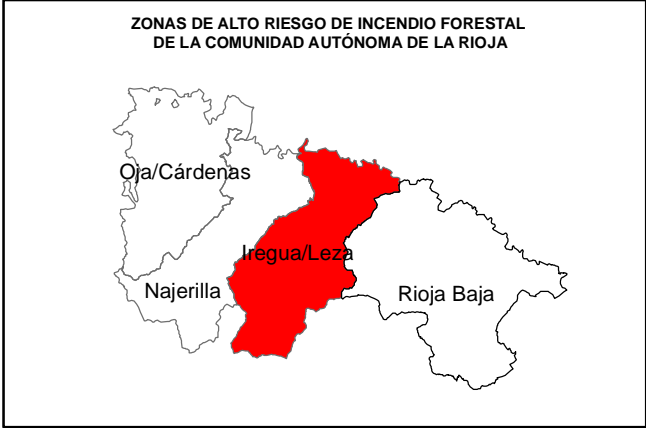 ZONAS DE ALTO RIESGO DE INCENDIO FORESTAL
DE LA COMUNIDAD AUTÓNOMA DE LA RIOJA
Oja/Cárdenas
Iregua/Leza
Najerilla
Rioja Baja